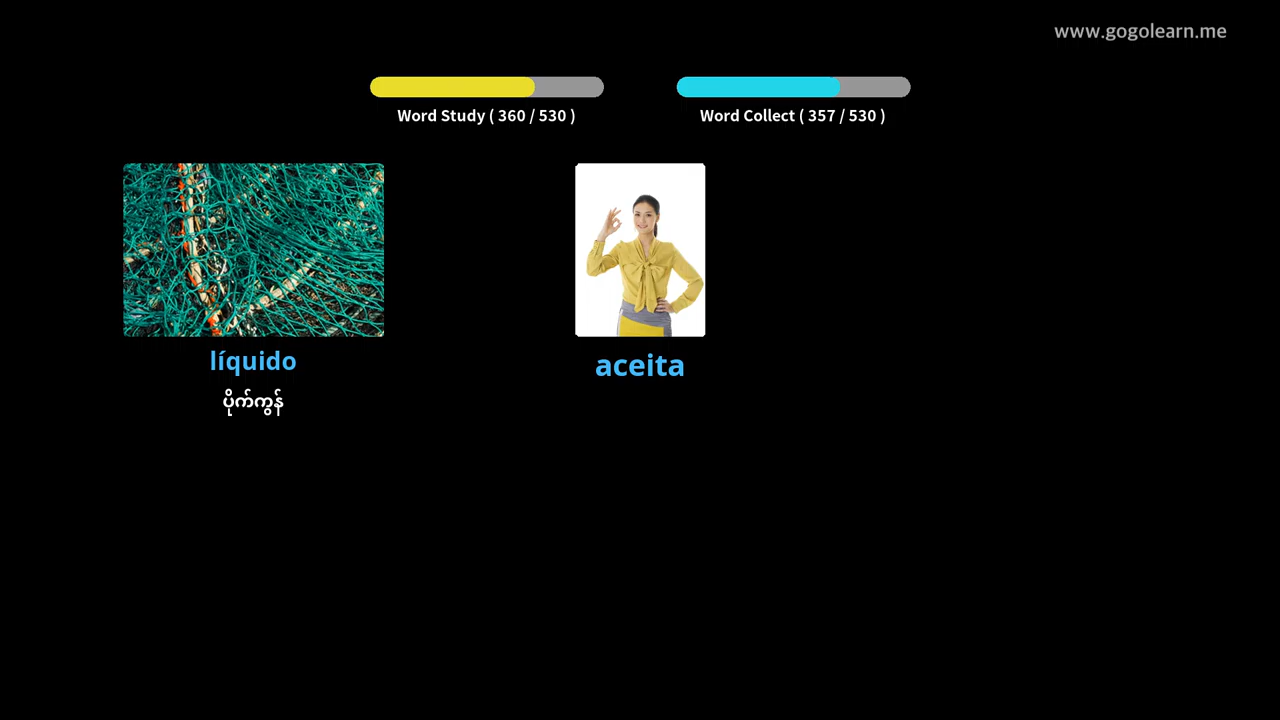 www.gogolearn.me
Word Study ( 360 / 530 )
Word Collect ( 357 / 530 )
líquido
ပိုက်ကွန်
aceita